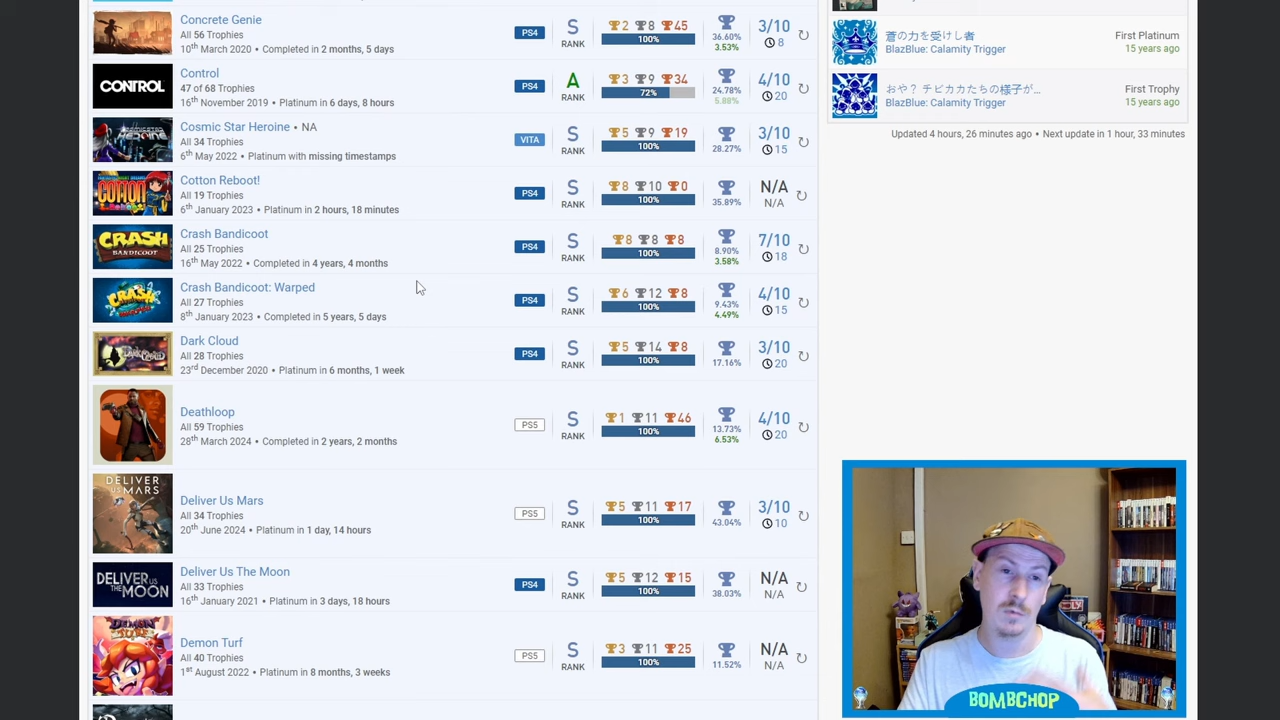 Concrete Genie
All 56 Trophies
10th March 2020 • Completed in 2 months, 5 days
PS4
S
RANK
2 8 45
100%
36.60%
3.53%
3/10
8
CONTROL
Control
47 of 68 Trophies
16th November 2019 • Platinum in 6 days, 8 hours
PS4
A
RANK
3 9 34
72%
24.78%
5.88%
4/10
20
Cosmic Star Heroine • NA
All 34 Trophies
6th May 2022 • Platinum with missing timestamps
VITA
S
RANK
5 9 19
100%
28.27%
3/10
15
COTTON
Cotton Reboot!
All 19 Trophies
6th January 2023 • Platinum in 2 hours, 18 minutes
PS4
S
RANK
8 10 0
100%
35.89%
N/A
N/A
CRASH
BANDICOOT
Crash Bandicoot
All 25 Trophies
16th May 2022 • Completed in 4 years, 4 months
PS4
S
RANK
8 8 8
100%
8.90%
3.58%
7/10
18
CRASH
Crash Bandicoot: Warped
All 27 Trophies
8th January 2023 • Completed in 5 years, 5 days
PS4
S
RANK
6 12 8
100%
9.43%
4.49%
4/10
15
Dark Cloud
All 28 Trophies
23rd December 2020 • Platinum in 6 months, 1 week
PS4
S
RANK
5 14 8
100%
17.16%
3/10
20
Deathloop
All 59 Trophies
28th March 2024 • Completed in 2 years, 2 months
PS5
S
RANK
1 11 46
100%
13.73%
6.53%
4/10
20
DELIVER
US MARS
Deliver Us Mars
All 34 Trophies
20th June 2024 • Platinum in 1 day, 14 hours
PS5
S
RANK
5 11 17
100%
43.04%
3/10
10
DELIVER US
THE MOON
Deliver Us The Moon
All 33 Trophies
16th January 2021 • Platinum in 3 days, 18 hours
PS4
S
RANK
5 12 15
100%
38.03%
N/A
N/A
DEMON
TURF
Demon Turf
All 40 Trophies
1st August 2022 • Platinum in 8 months, 3 weeks
PS5
S
RANK
3 11 25
100%
11.52%
N/A
N/A
蒼の力を受けし者
BlazBlue: Calamity Trigger
First Platinum
15 years ago
おや？ チビカカたちの様子が…
BlazBlue: Calamity Trigger
First Trophy
15 years ago
Updated 4 hours, 26 minutes ago • Next update in 1 hour, 33 minutes
BOMBCHOP